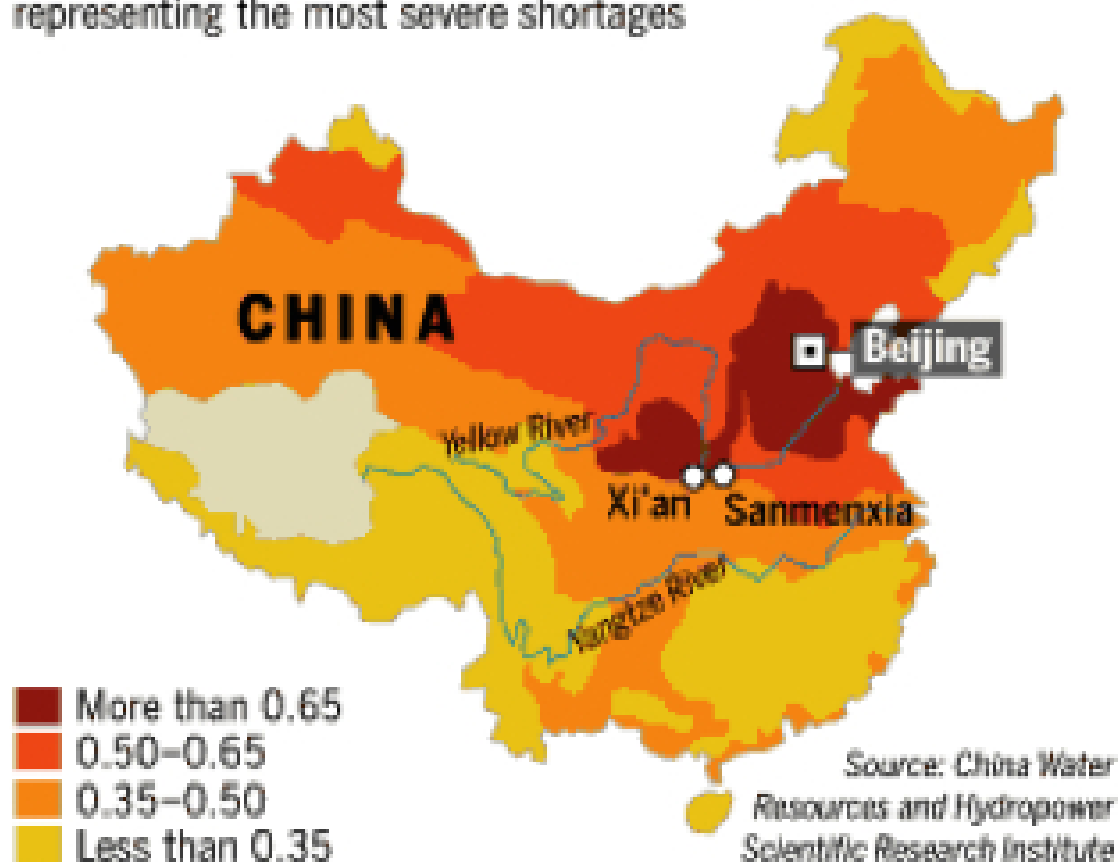 representing the most severe shortages
CHINA
Beijing
Yellow River
Xi'an
Sanmenxia
Yangtze River
More than 0.65
0.50–0.65
0.35–0.50
Less than 0.35
Source: China Water
Resources and Hydropower
Scientific Research Institute